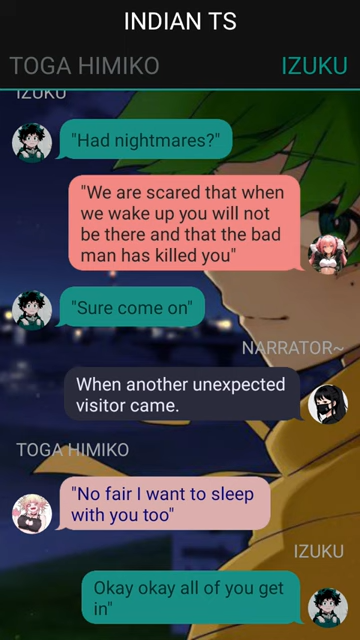 INDIAN TS
TOGA HIMIKO
IZUKU
IZUKU
"Had nightmares?"
"We are scared that when
we wake up you will not
be there and that the bad
man has killed you"
"Sure come on"
NARRATOR~
When another unexpected
visitor came.
TOGA HIMIKO
"No fair I want to sleep
with you too"
IZUKU
Okay okay all of you get
in"